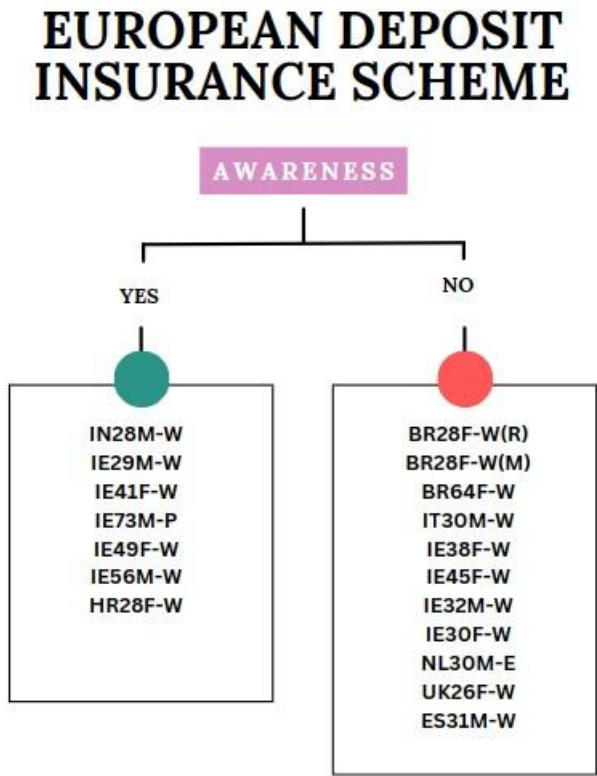 EUROPEAN DEPOSIT
INSURANCE SCHEME
AWARENESS
YES
NO
IN28M-W
IE29M-W
IE41F-W
IE73M-P
IE49F-W
IE56M-W
HR28F-W
BR28F-W(R)
BR28F-W(M)
BR64F-W
IT30M-W
IE38F-W
IE45F-W
IE32M-W
IE30F-W
NL30M-E
UK26F-W
ES31M-W